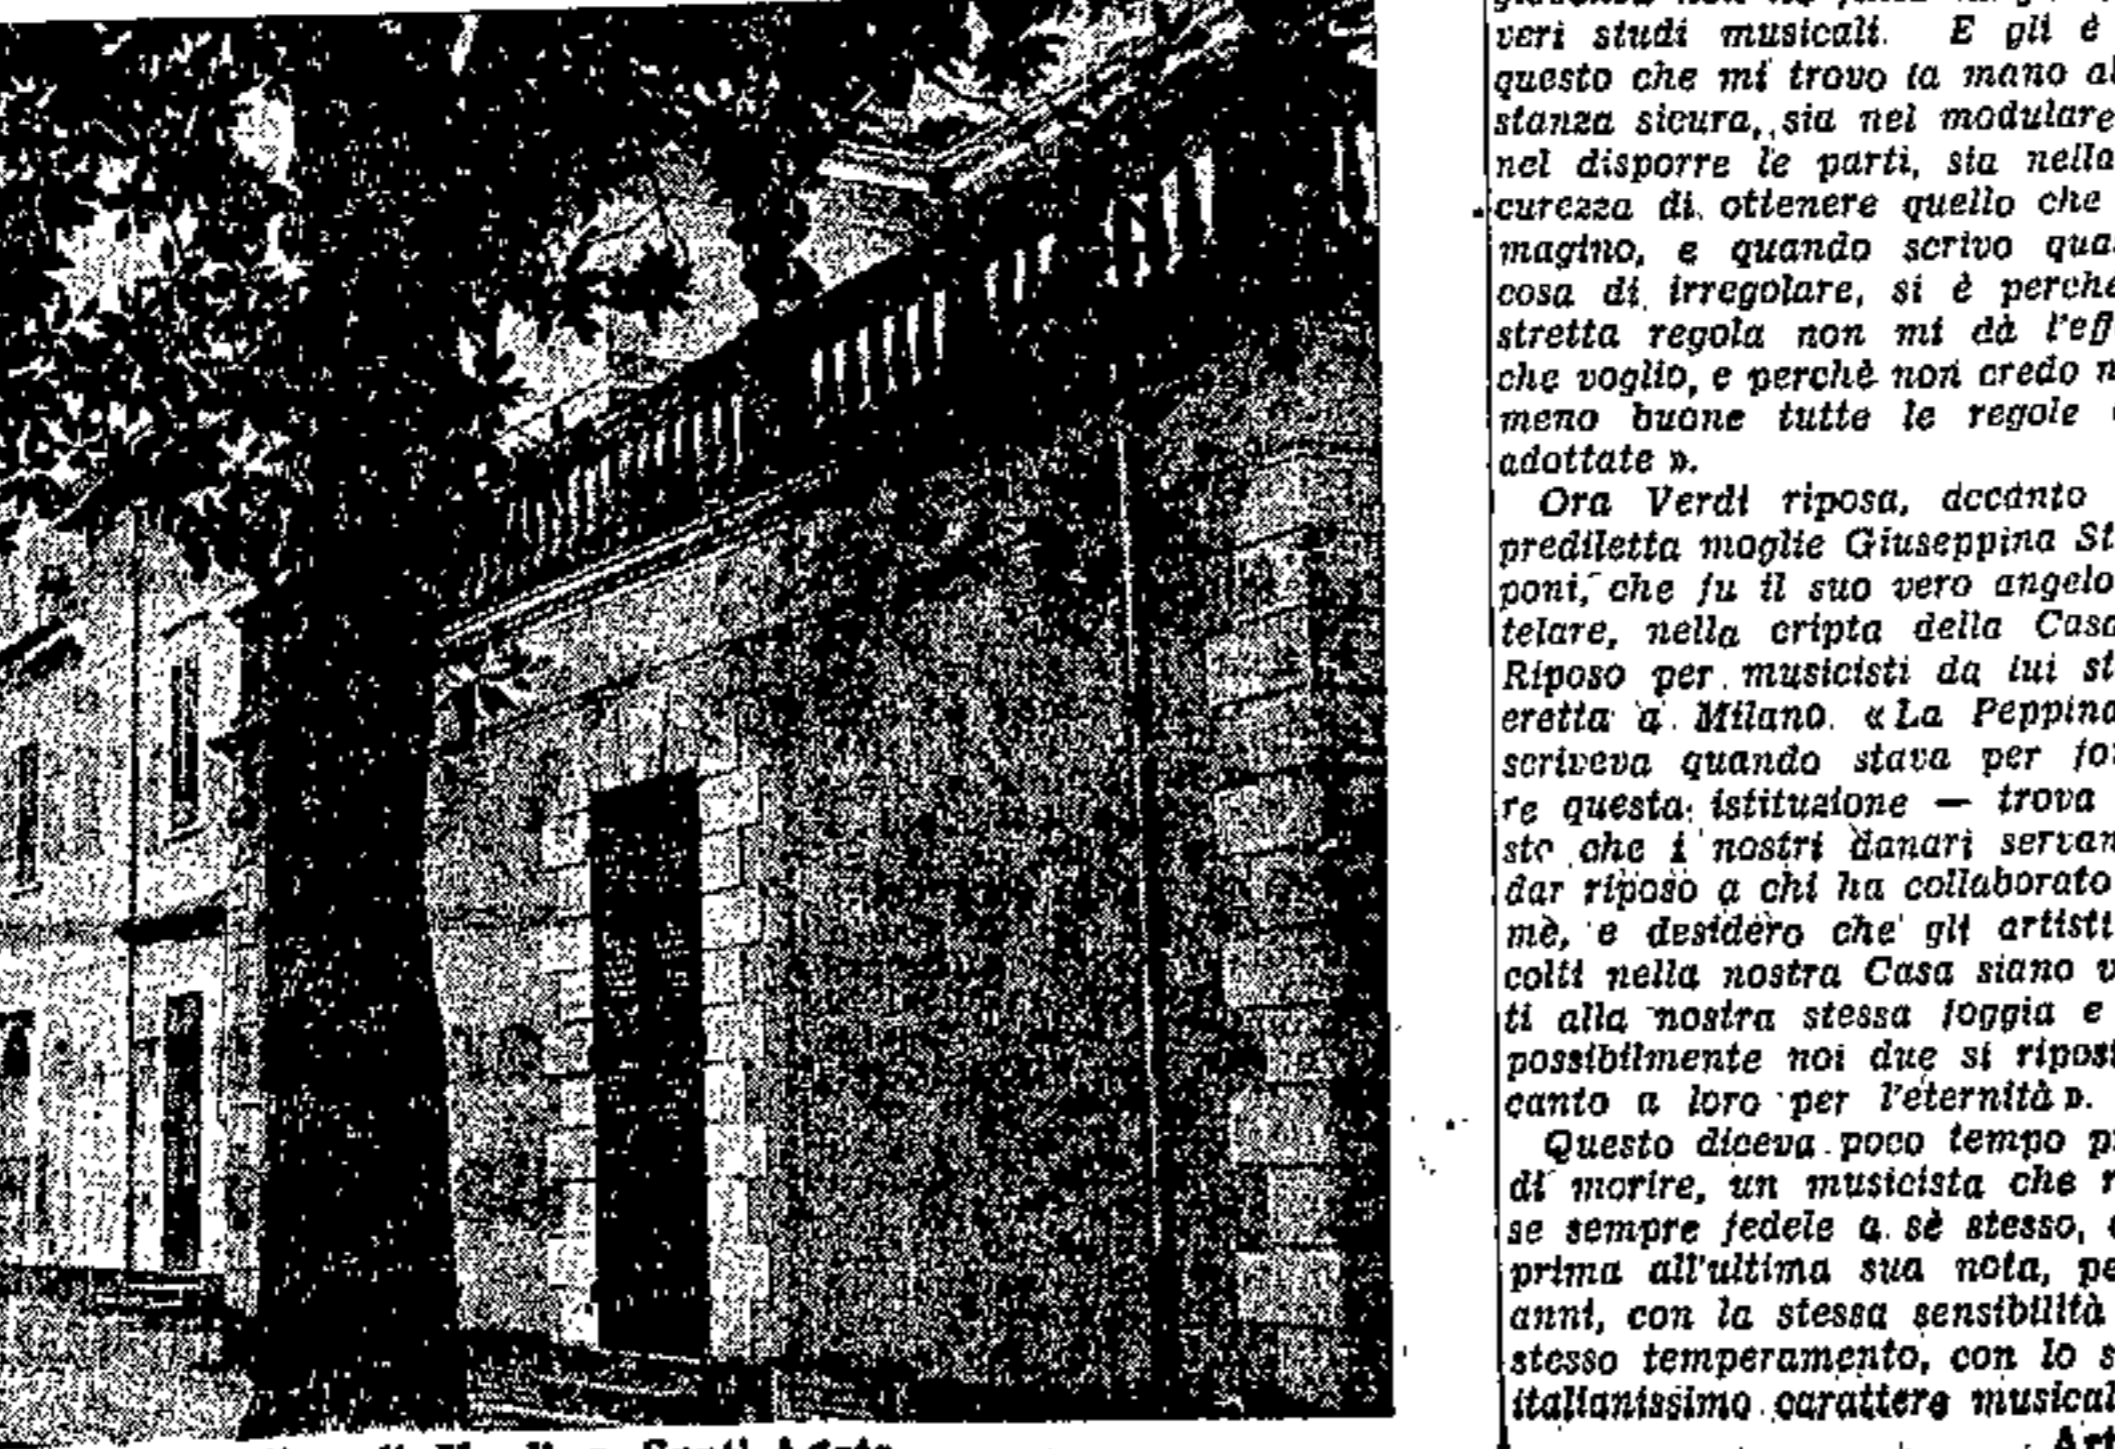 veri studi musicali. E gli è
questo che mi trovo la mano ab
stanza sicura, sia nel modulare
nel disporre le parti, sia nella
curezza di ottenere quello che
magino, e quando scrivo qual
cosa di irregolare, si è perchè
stretta regola non mi dà l'eff
che voglio, e perchè non credo n
meno buone tutte le regole
adottate ».
Ora Verdi riposa, accanto
prediletta moglie Giuseppina St
poni, che fu il suo vero angelo
telare, nella cripta della Casa
Riposo per musicisti da lui st
eretta a Milano. « La Peppina
scriveva quando stava per fo
re questa istituzione — trova
sto che i nostri danari servan
dar riposo a chi ha collaborato
mè, e desidero che gli artisti
colti nella nostra Casa siano v
ti alla nostra stessa foggia e
possibilmente noi due si riposi
canto a loro per l'eternità ».
Questo diceva poco tempo pr
di morire, un musicista che r
se sempre fedele a sè stesso,
prima all'ultima sua nota, pe
anni, con la stessa sensibilità
stesso temperamento, con lo s
italianissimo carattere musical
Art